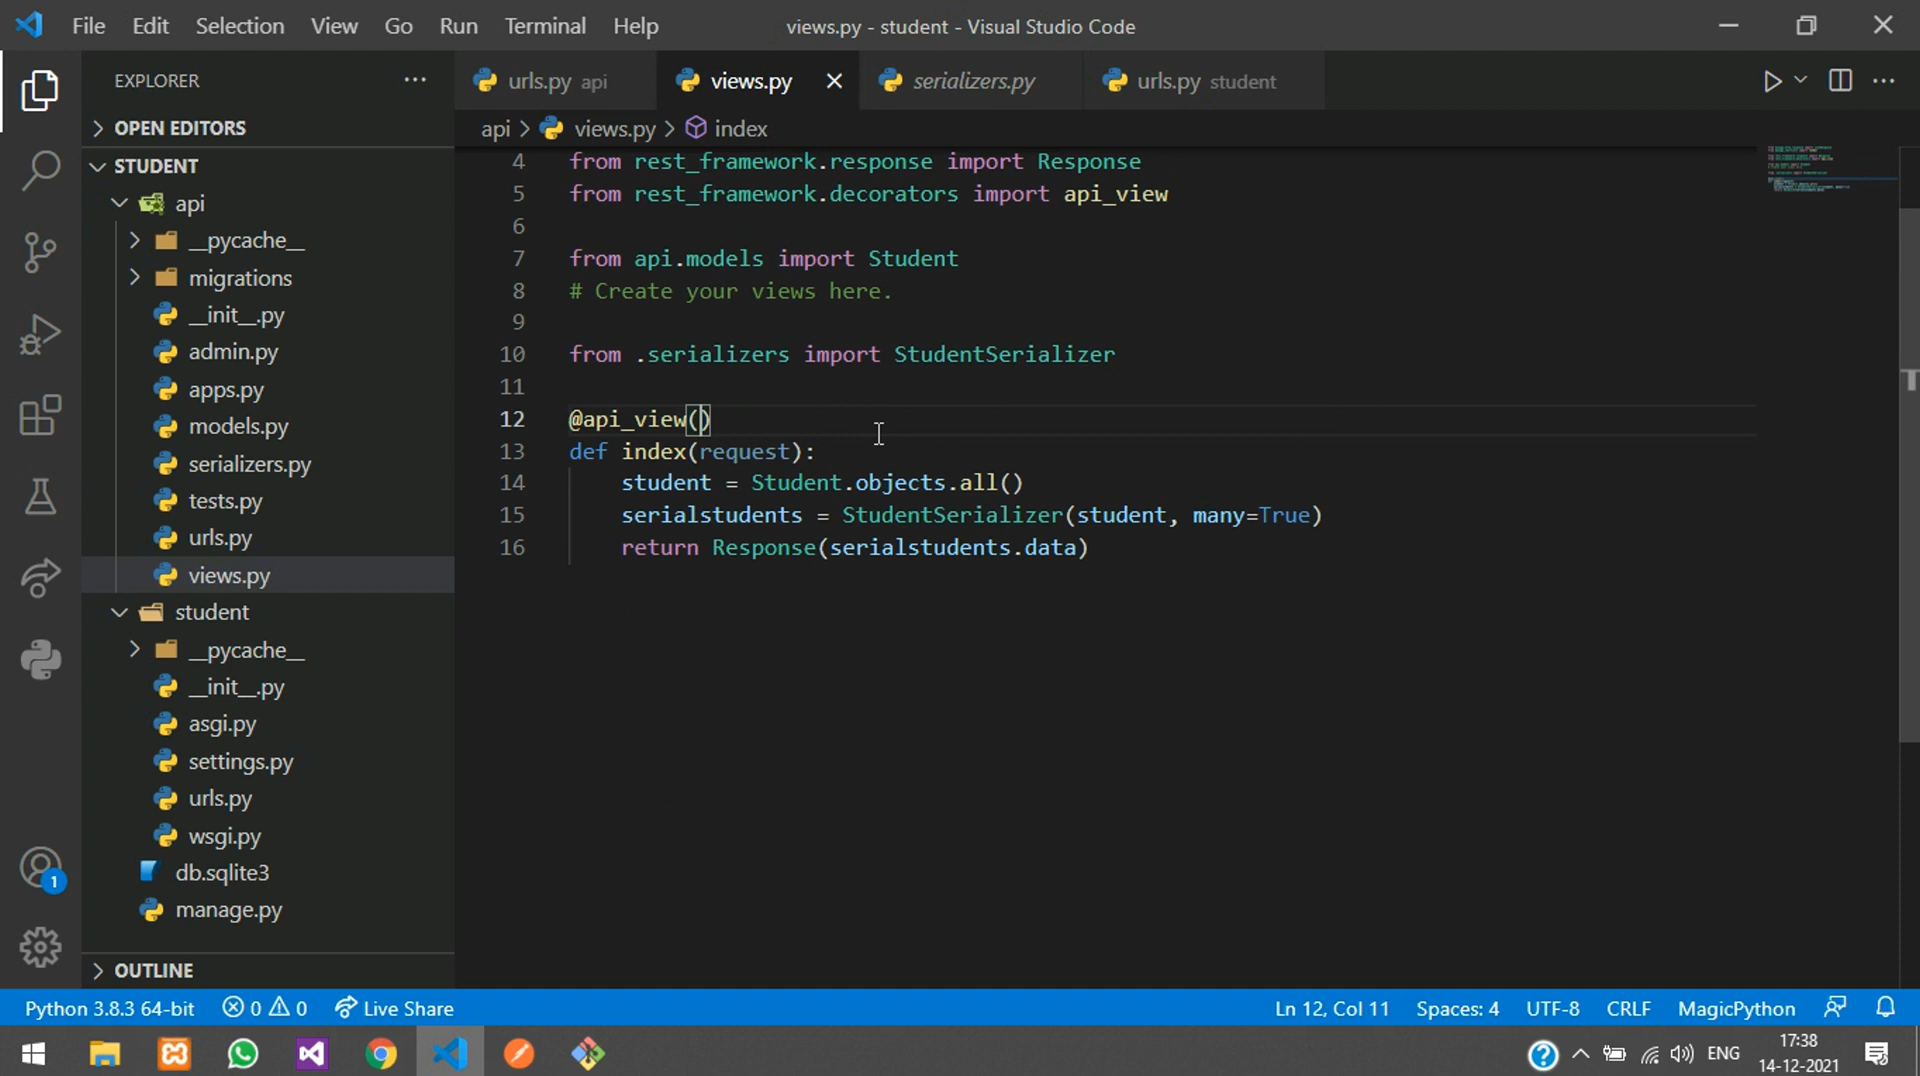 File Edit Selection View Go Run Terminal Help views.py - student - Visual Studio Code
EXPLORER ···
urls.py api views.py serializers.py urls.py student
OPEN EDITORS
api > views.py > index
STUDENT
api
__pycache__
migrations
__init__.py
admin.py
apps.py
models.py
serializers.py
tests.py
urls.py
views.py
student
__pycache__
__init__.py
asgi.py
settings.py
urls.py
wsgi.py
db.sqlite3
manage.py
OUTLINE
4 from rest_framework.response import Response
5 from rest_framework.decorators import api_view
6
7 from api.models import Student
8 # Create your views here.
9
10 from .serializers import StudentSerializer
11
12 @api_view()
13 def index(request):
14 student = Student.objects.all()
15 serialstudents = StudentSerializer(student, many=True)
16 return Response(serialstudents.data)
1
Python 3.8.3 64-bit 0 0 Live Share Ln 12, Col 11 Spaces: 4 UTF-8 CRLF MagicPython
ENG 17:38
14-12-2021